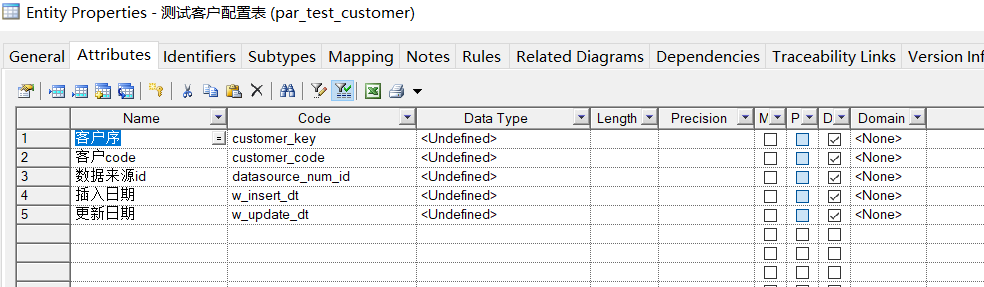 Entity Properties - 测试客户配置表 (par_test_customer)
General Attributes Identifiers Subtypes Mapping Notes Rules Related Diagrams Dependencies Traceability Links Version Inf
Name Code Data Type Length Precision M P D Domain
1 客户序 = customer_key <Undefined> <None>
2 客户code customer_code <Undefined> <None>
3 数据来源id datasource_num_id <Undefined> <None>
4 插入日期 w_insert_dt <Undefined> <None>
5 更新日期 w_update_dt <Undefined> <None>